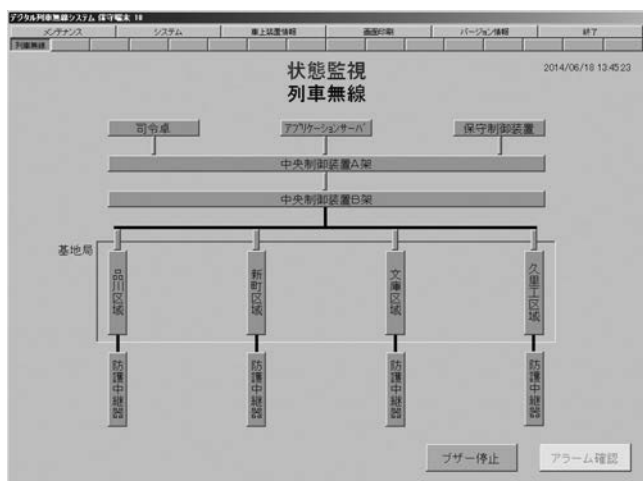 デジタル列車無線システム 保守端末 18
メンテナンス システム 車上装置情報 画面印刷 バージョン情報 終了
列車無線
状態監視
列車無線
2014/06/18 13:45:23
司令卓 アプリケーションサーバ 保守制御装置
中央制御装置A架
中央制御装置B架
基地局
品川区域 新町区域 文庫区域 久里工区域
防護中継器 防護中継器 防護中継器 防護中継器
ブザー停止 アラーム確認